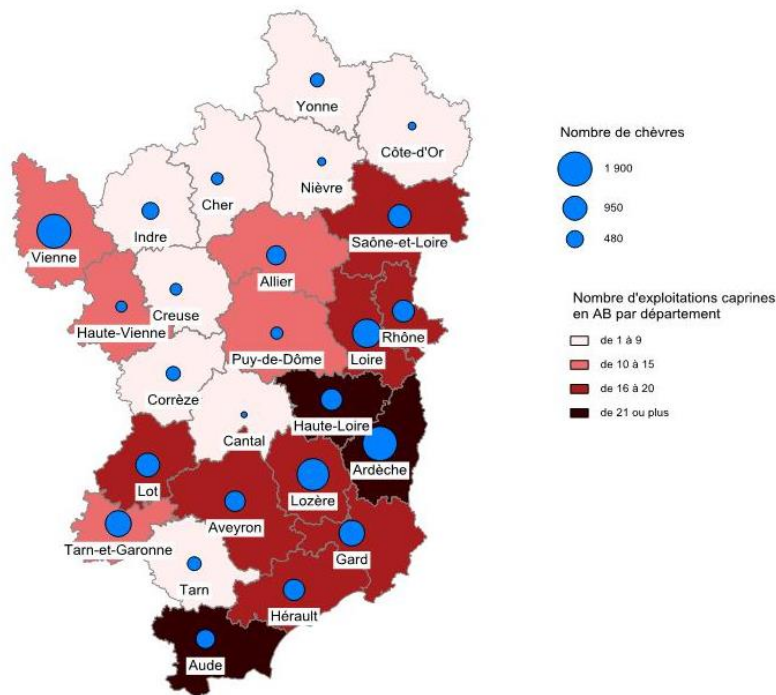 Yonne
Côte-d'Or
Nièvre
Cher
Indre
Vienne
Saône-et-Loire
Allier
Creuse
Haute-Vienne
Puy-de-Dôme
Loire
Rhône
Corrèze
Cantal
Haute-Loire
Ardèche
Lot
Lozère
Aveyron
Tarn-et-Garonne
Gard
Tarn
Hérault
Aude
Nombre de chèvres
1 900
950
480
Nombre d'exploitations caprines
en AB par département
de 1 à 9
de 10 à 15
de 16 à 20
de 21 ou plus